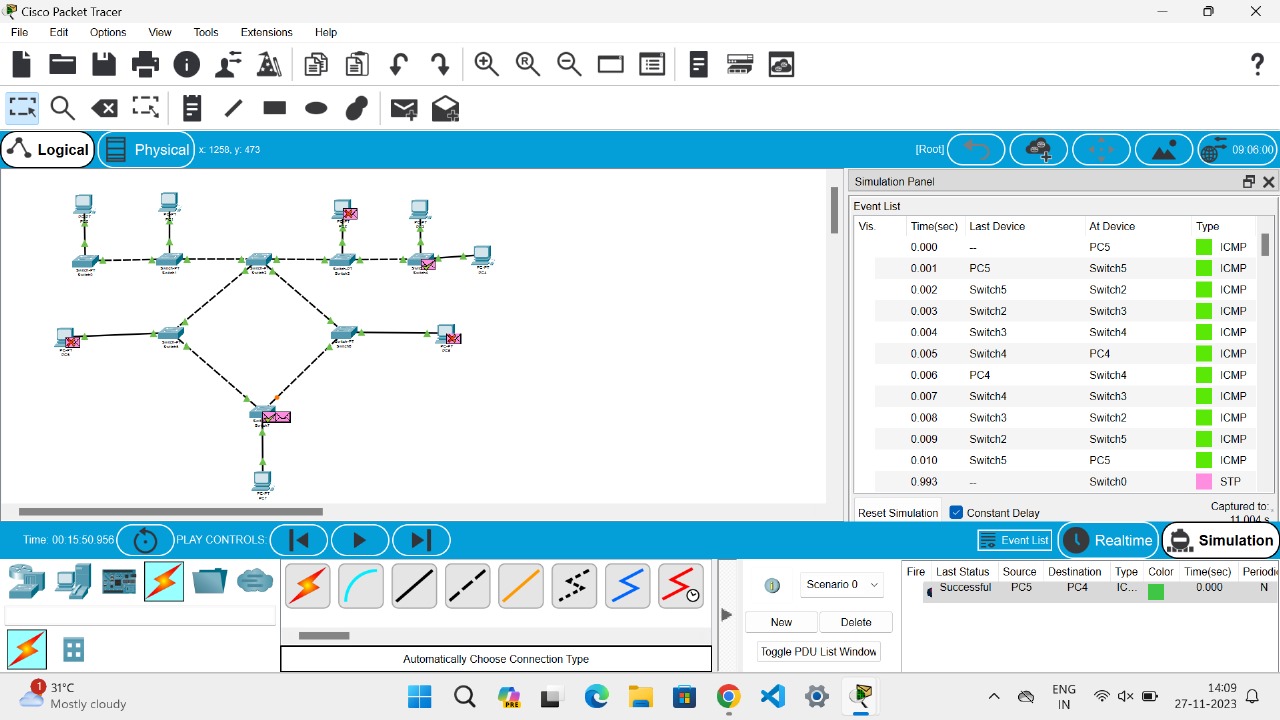 Cisco Packet Tracer
File Edit Options View Tools Extensions Help
Logical Physical x: 1258, y: 473 [Root] 09:06:00
Simulation Panel
Event List
Vis. Time(sec) Last Device At Device Type
0.000 -- PC5 ICMP
0.001 PC5 Switch5 ICMP
0.002 Switch5 Switch2 ICMP
0.003 Switch2 Switch3 ICMP
0.004 Switch3 Switch4 ICMP
0.005 Switch4 PC4 ICMP
0.006 PC4 Switch4 ICMP
0.007 Switch4 Switch3 ICMP
0.008 Switch3 Switch2 ICMP
0.009 Switch2 Switch5 ICMP
0.010 Switch5 PC5 ICMP
0.993 -- Switch0 STP
Reset Simulation Constant Delay Captured to:
11.004 s
Time: 00:15:50.956 PLAY CONTROLS: Event List Realtime Simulation
Scenario 0
New Delete
Toggle PDU List Window
Fire Last Status Source Destination Type Color Time(sec) Periodi
Successful PC5 PC4 IC... 0.000 N
Automatically Choose Connection Type
1 31°C
Mostly cloudy
PRE
ENG
IN
14:09
27-11-2023